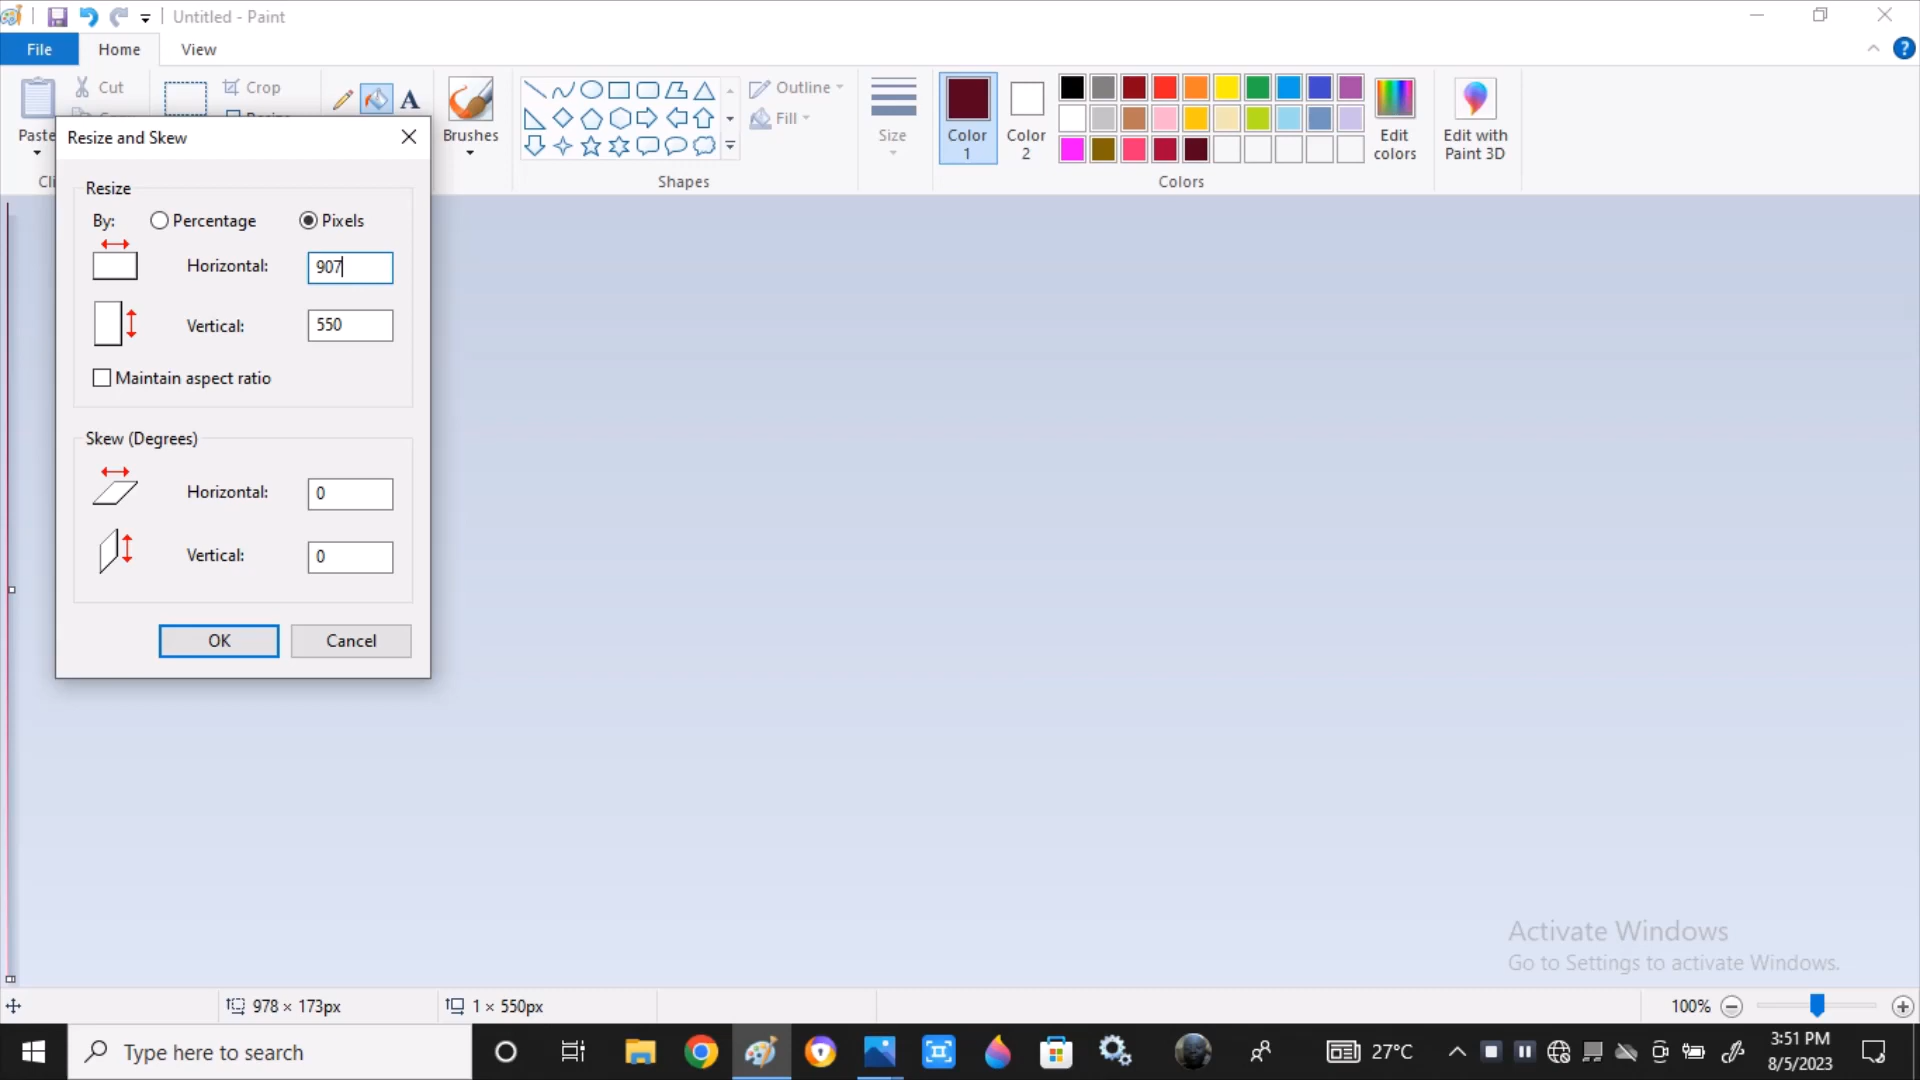 Untitled - Paint
File Home View
Cut
Crop
Paste
Brushes
Shapes
Outline
Fill
Size
Color 1
Color 2
Colors
Edit colors
Edit with Paint 3D
Resize and Skew
Resize
By: Percentage Pixels
Horizontal: 907
Vertical: 550
Maintain aspect ratio
Skew (Degrees)
Horizontal: 0
Vertical: 0
OK Cancel
Activate Windows
Go to Settings to activate Windows.
978 × 173px 1 × 550px 100%
Type here to search 27°C 3:51 PM
8/5/2023